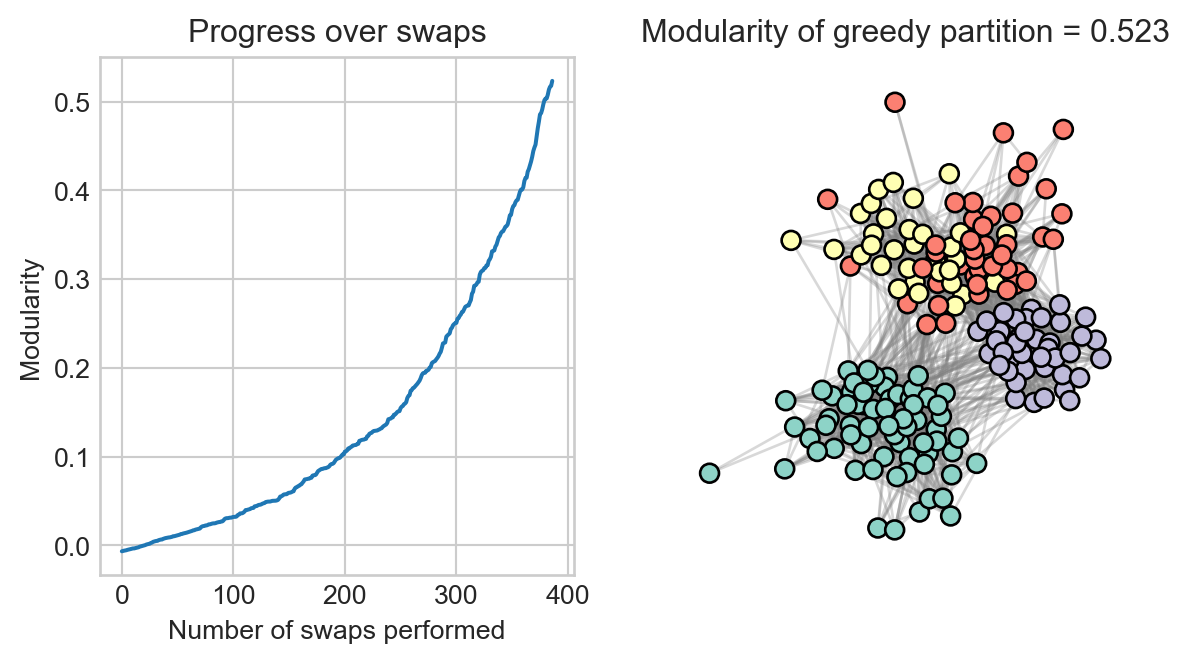 Progress over swaps
Modularity of greedy partition = 0.523
Modularity
0.5
0.4
0.3
0.2
0.1
0.0
0 100 200 300 400
Number of swaps performed